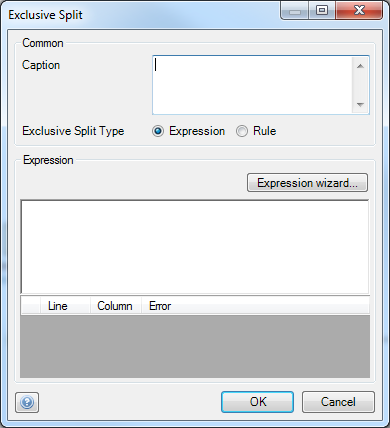 Exclusive Split
Common
Caption
Exclusive Split Type
Expression
Rule
Expression
Expression wizard...
Line Column Error
?
OK
Cancel